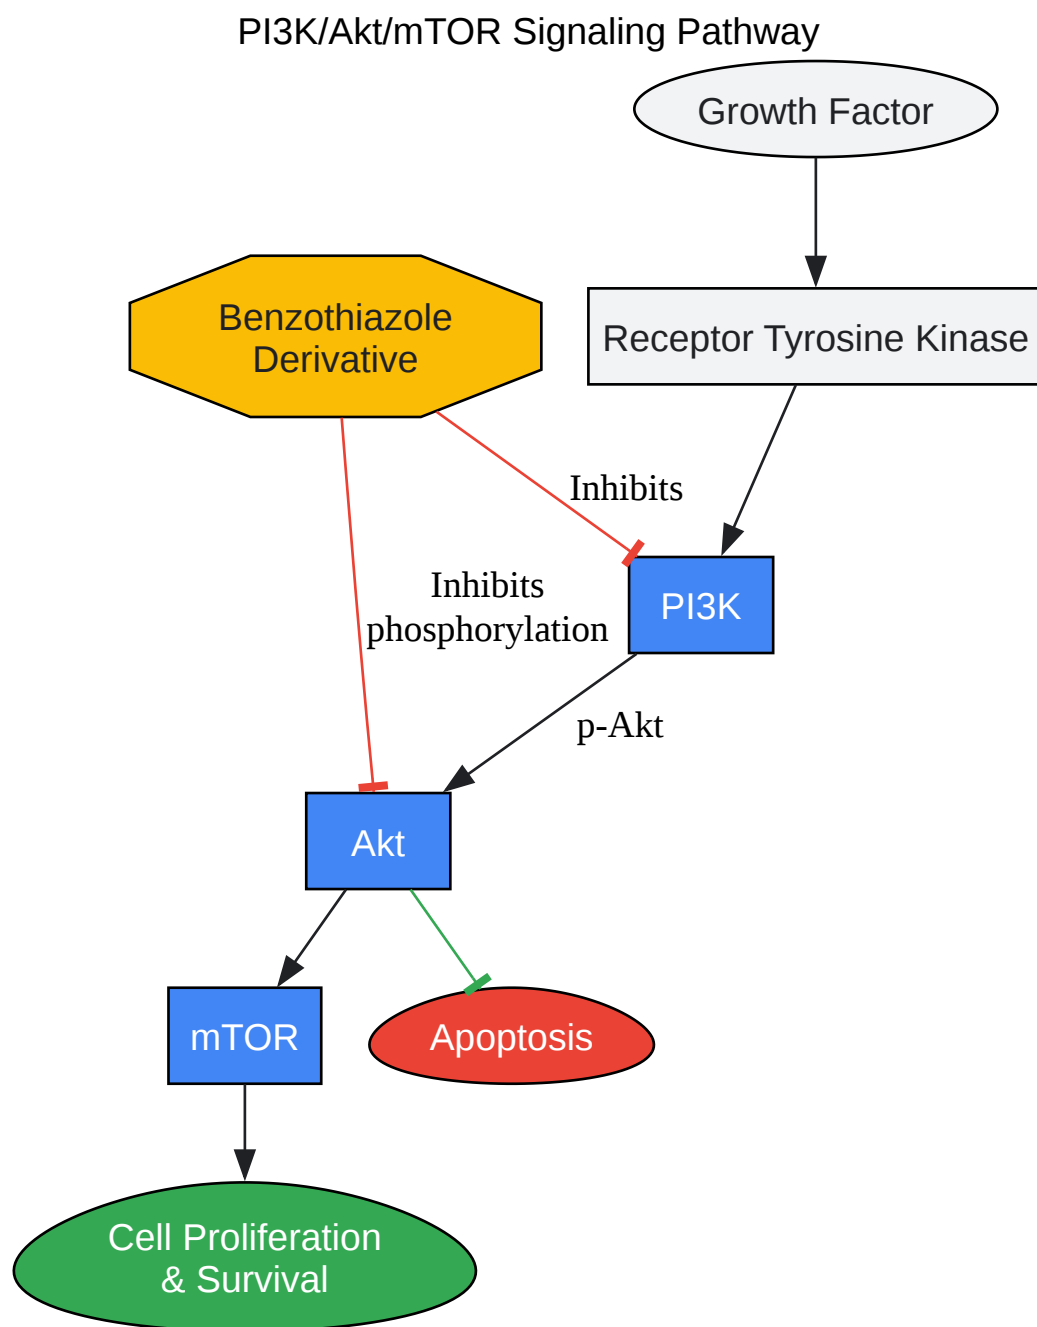 PI3K/Akt/mTOR Signaling Pathway
Growth Factor
Benzothiazole
Derivative
Receptor Tyrosine Kinase
Inhibits
Inhibits
phosphorylation
PI3K
p-Akt
Akt
mTOR
Apoptosis
Cell Proliferation
& Survival